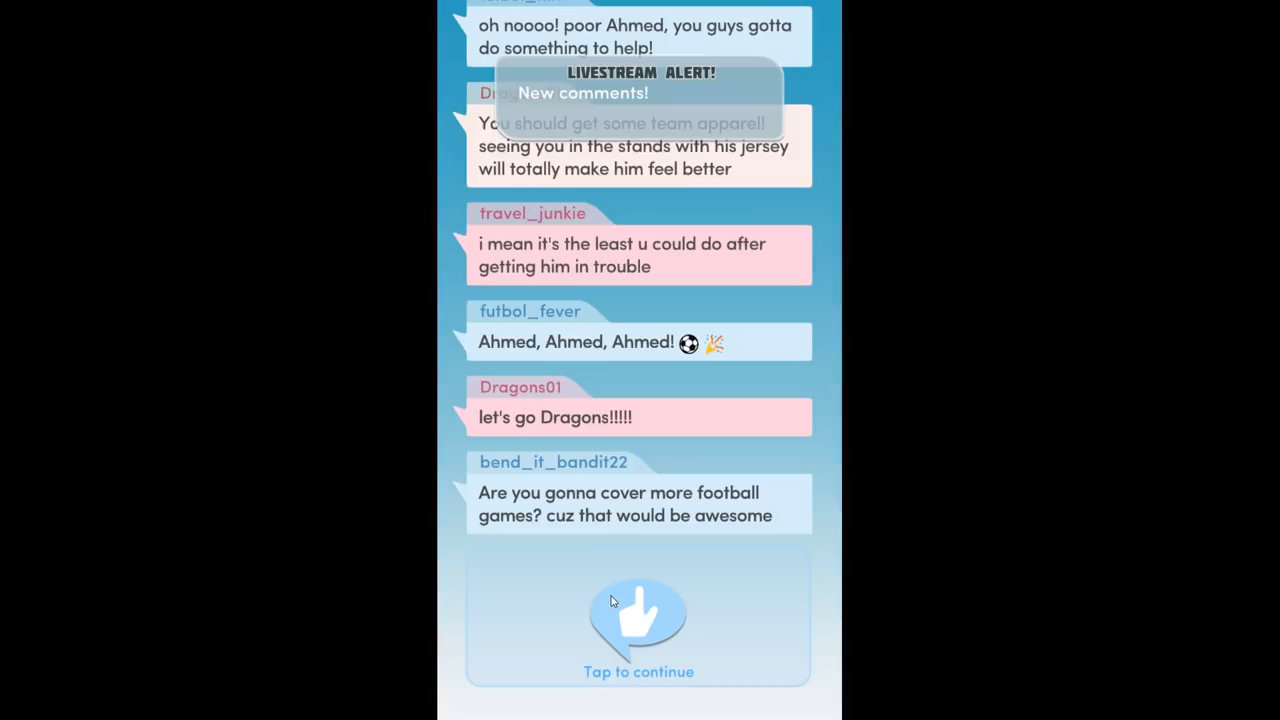 oh noooo! poor Ahmed, you guys gotta
do something to help!
LIVESTREAM ALERT!
New comments!
You should get some team apparel!
seeing you in the stands with his jersey
will totally make him feel better
travel_junkie
i mean it's the least u could do after
getting him in trouble
futbol_fever
Ahmed, Ahmed, Ahmed! ⚽ 🎉
Dragons01
let's go Dragons!!!!!
bend_it_bandit22
Are you gonna cover more football
games? cuz that would be awesome
Tap to continue